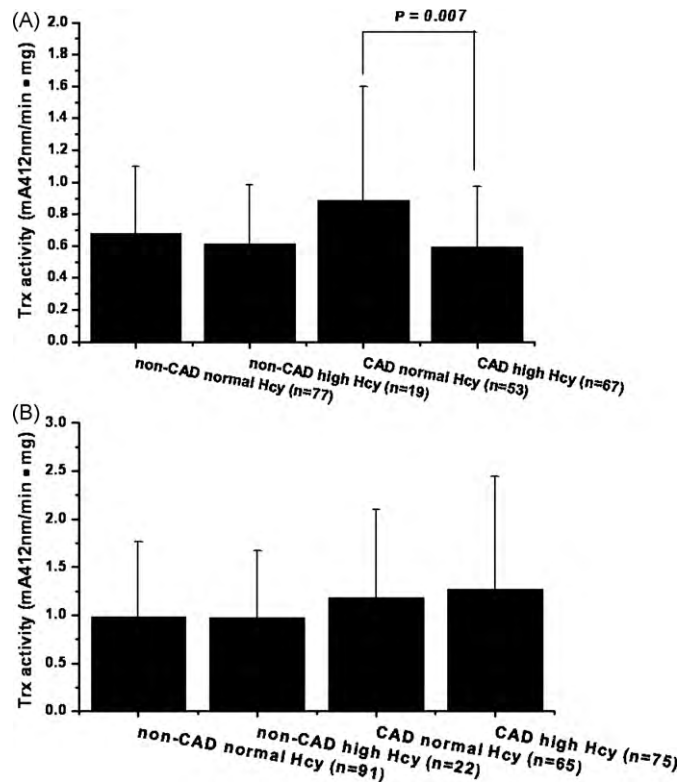 (A)
P = 0.007
Trx activity (mA412nm/min ▪ mg)
2.0
1.8
1.6
1.4
1.2
1.0
0.8
0.6
0.4
0.2
0.0
non-CAD normal Hcy (n=77)
non-CAD high Hcy (n=19)
CAD normal Hcy (n=53)
CAD high Hcy (n=67)
(B)
Trx activity (mA412nm/min ▪ mg)
3.0
2.5
2.0
1.5
1.0
0.5
0.0
non-CAD normal Hcy (n=91)
non-CAD high Hcy (n=22)
CAD normal Hcy (n=65)
CAD high Hcy (n=75)